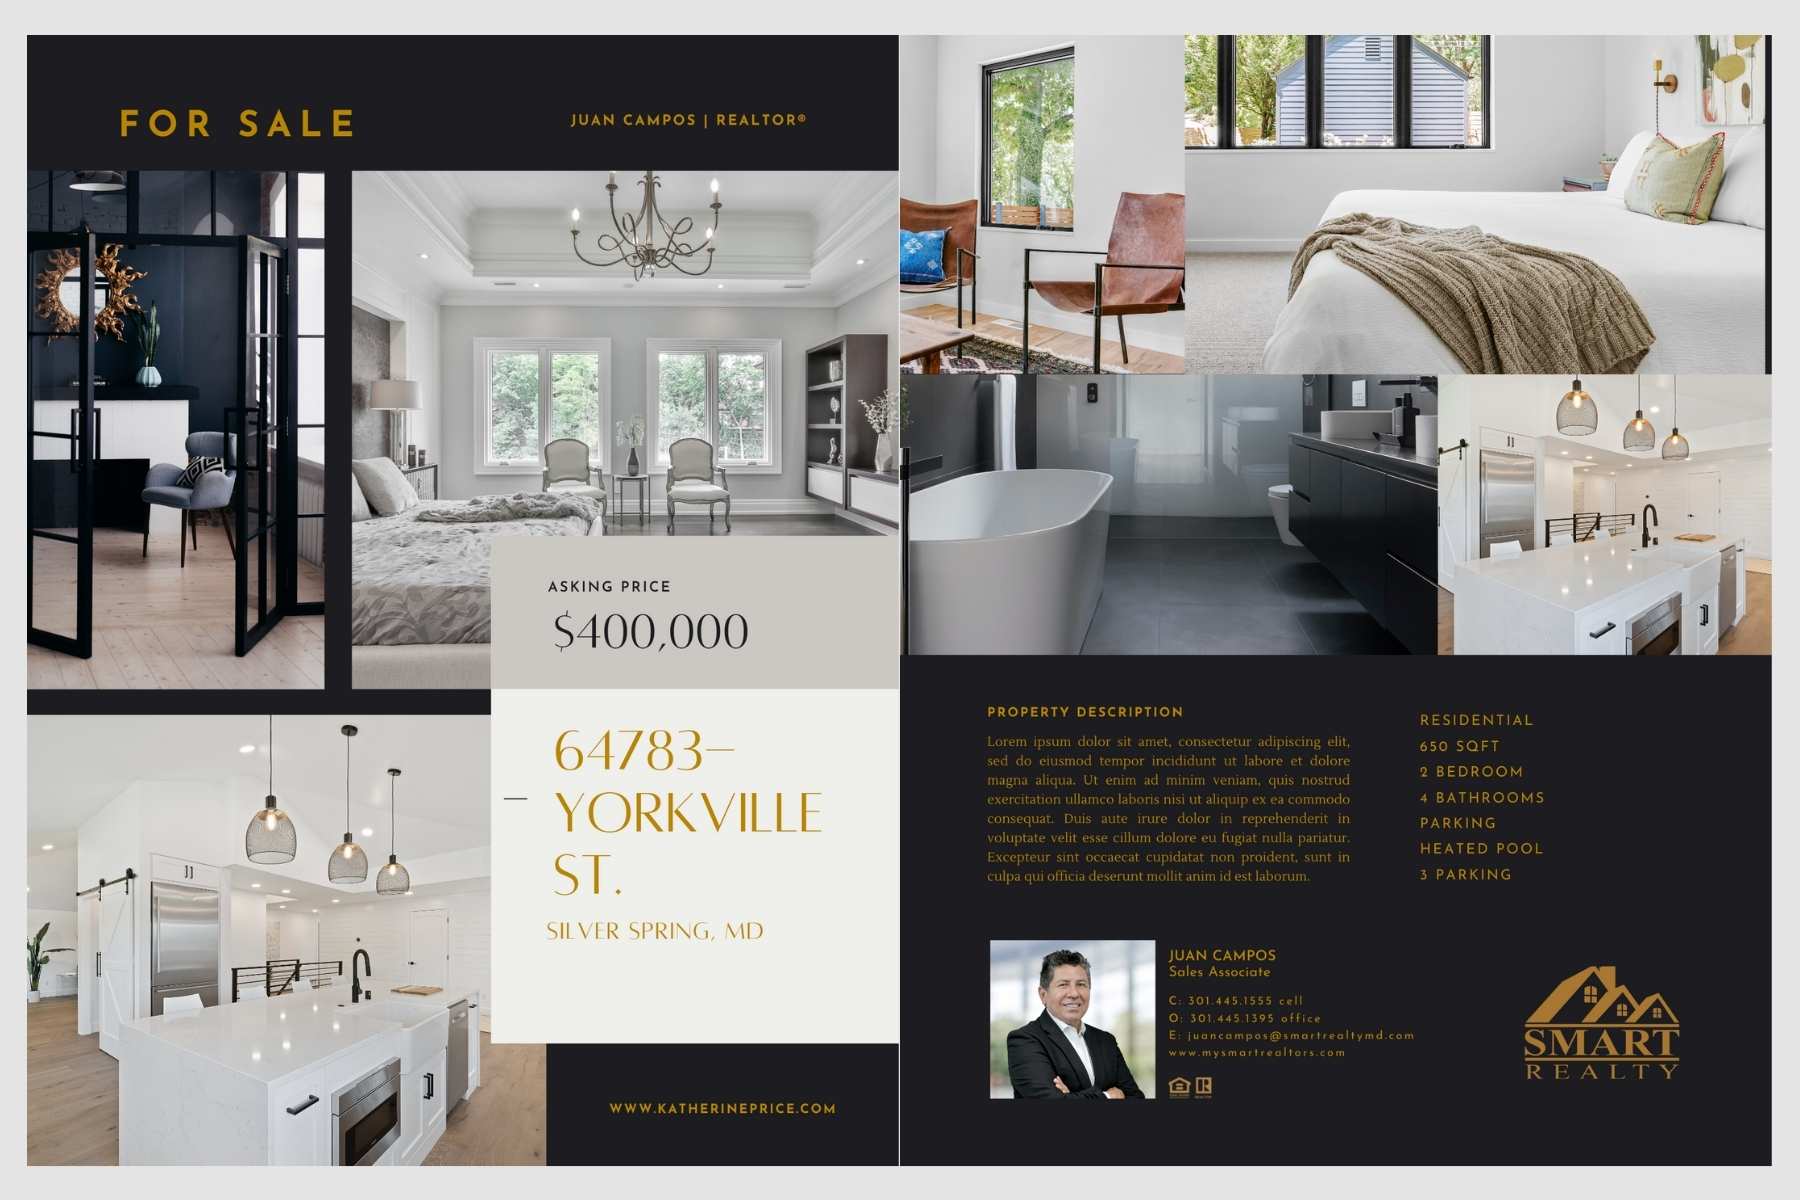 FOR SALE
JUAN CAMPOS | REALTOR®
ASKING PRICE
$400,000
64783–
YORKVILLE
ST.
SILVER SPRING, MD
WWW.KATHERINEPRICE.COM
PROPERTY DESCRIPTION
Lorem ipsum dolor sit amet, consectetur adipiscing elit,
sed do eiusmod tempor incididunt ut labore et dolore
magna aliqua. Ut enim ad minim veniam, quis nostrud
exercitation ullamco laboris nisi ut aliquip ex ea commodo
consequat. Duis aute irure dolor in reprehenderit in
voluptate velit esse cillum dolore eu fugiat nulla pariatur.
Excepteur sint occaecat cupidatat non proident, sunt in
culpa qui officia deserunt mollit anim id est laborum.
RESIDENTIAL
650 SQFT
2 BEDROOM
4 BATHROOMS
PARKING
HEATED POOL
3 PARKING
JUAN CAMPOS
Sales Associate
C: 301.445.1555 cell
O: 301.445.1395 office
E: juancampos@smartrealtymd.com
www.mysmartrealtors.com
SMART
REALTY